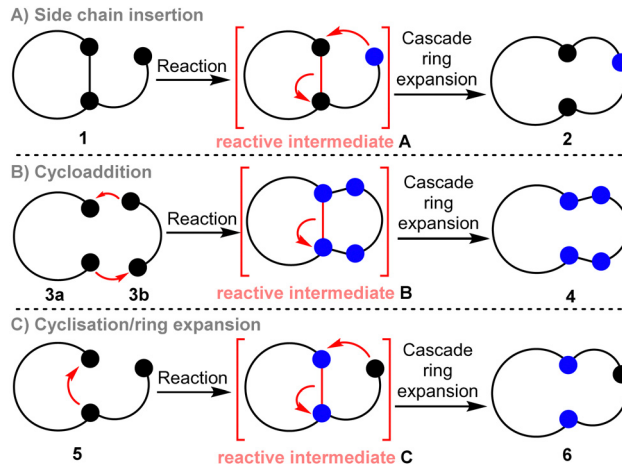 A) Side chain insertion
Reaction
Cascade
ring
expansion
1
reactive intermediate A
2
B) Cycloaddition
Reaction
Cascade
ring
expansion
3a 3b
reactive intermediate B
4
C) Cyclisation/ring expansion
Reaction
Cascade
ring
expansion
5
reactive intermediate C
6